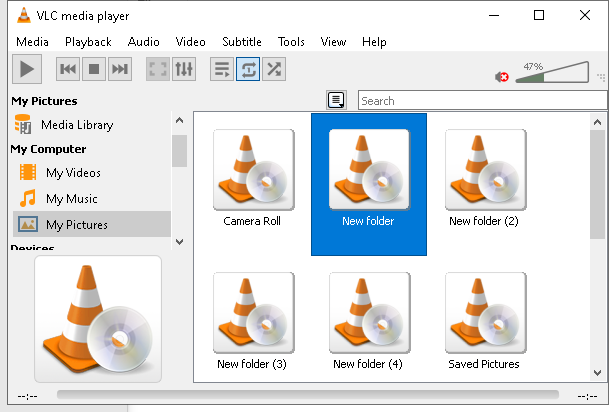 VLC media player
Media Playback Audio Video Subtitle Tools View Help
47%
My Pictures
Search
Media Library
My Computer
My Videos
My Music
My Pictures
Devices
Camera Roll New folder New folder (2)
New folder (3) New folder (4) Saved Pictures
--:-- --:--